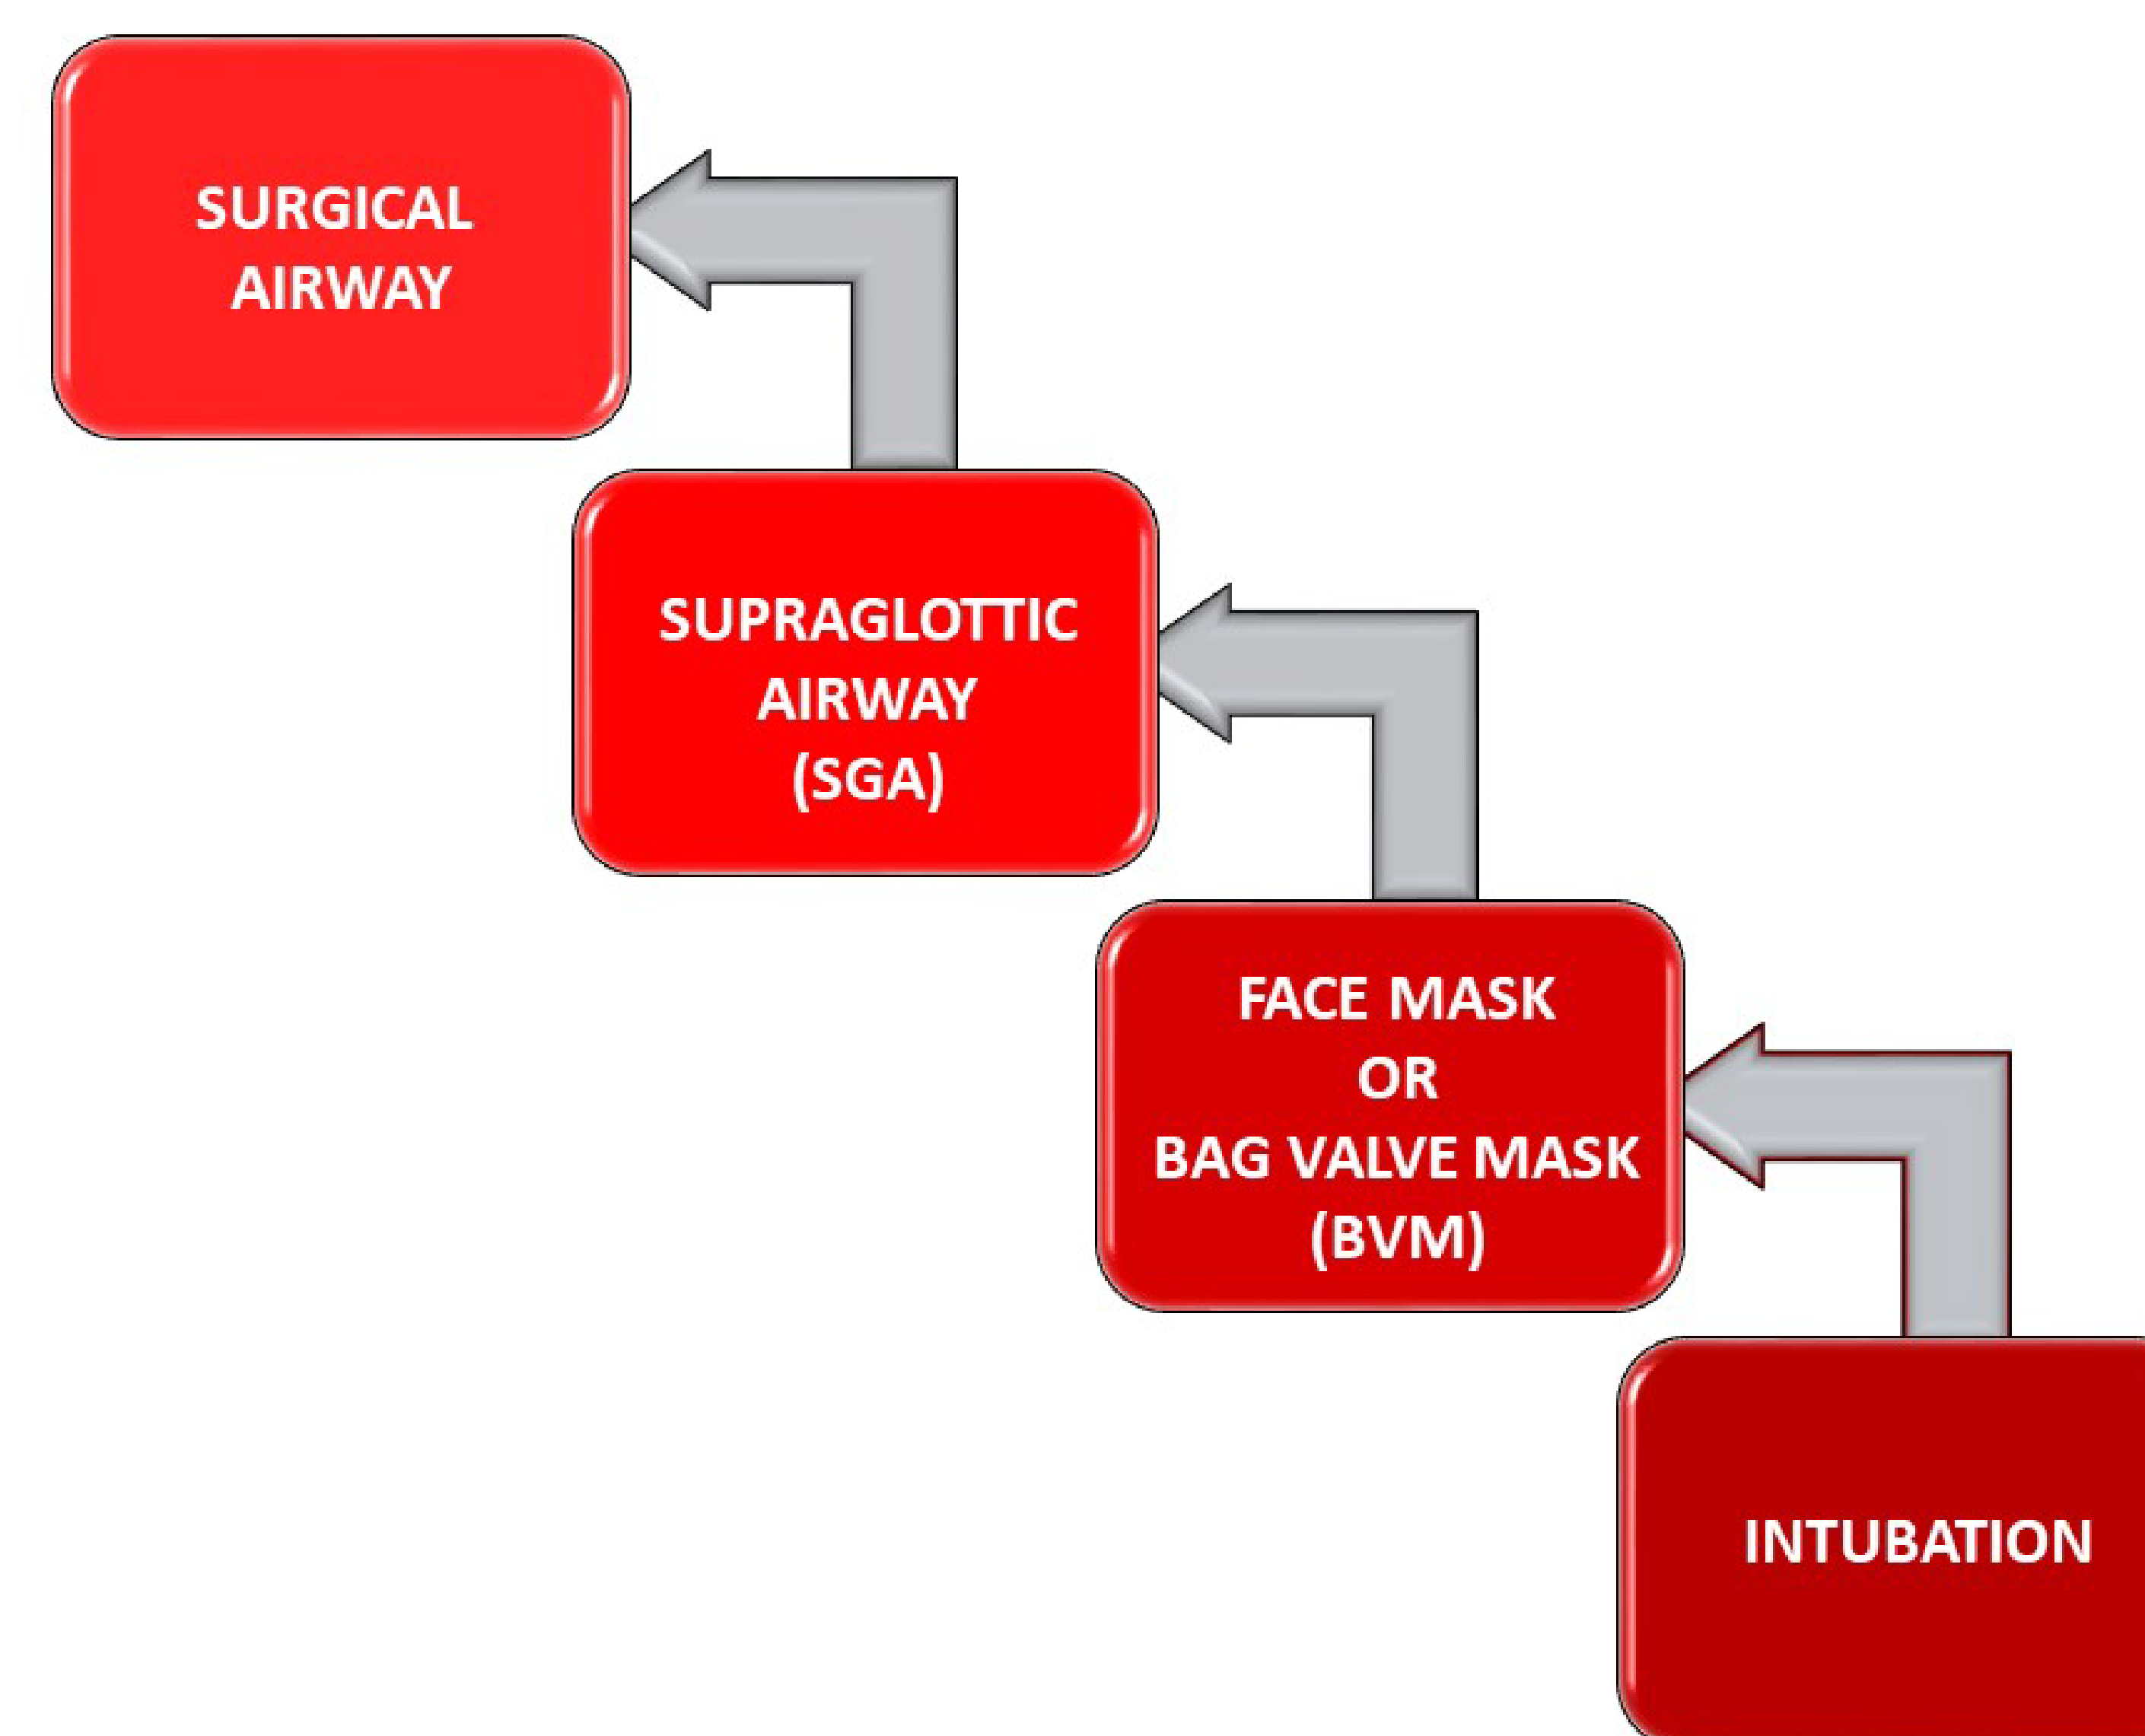 SURGICAL
AIRWAY
SUPRAGLOTTIC
AIRWAY
(SGA)
FACE MASK
OR
BAG VALVE MASK
(BVM)
INTUBATION